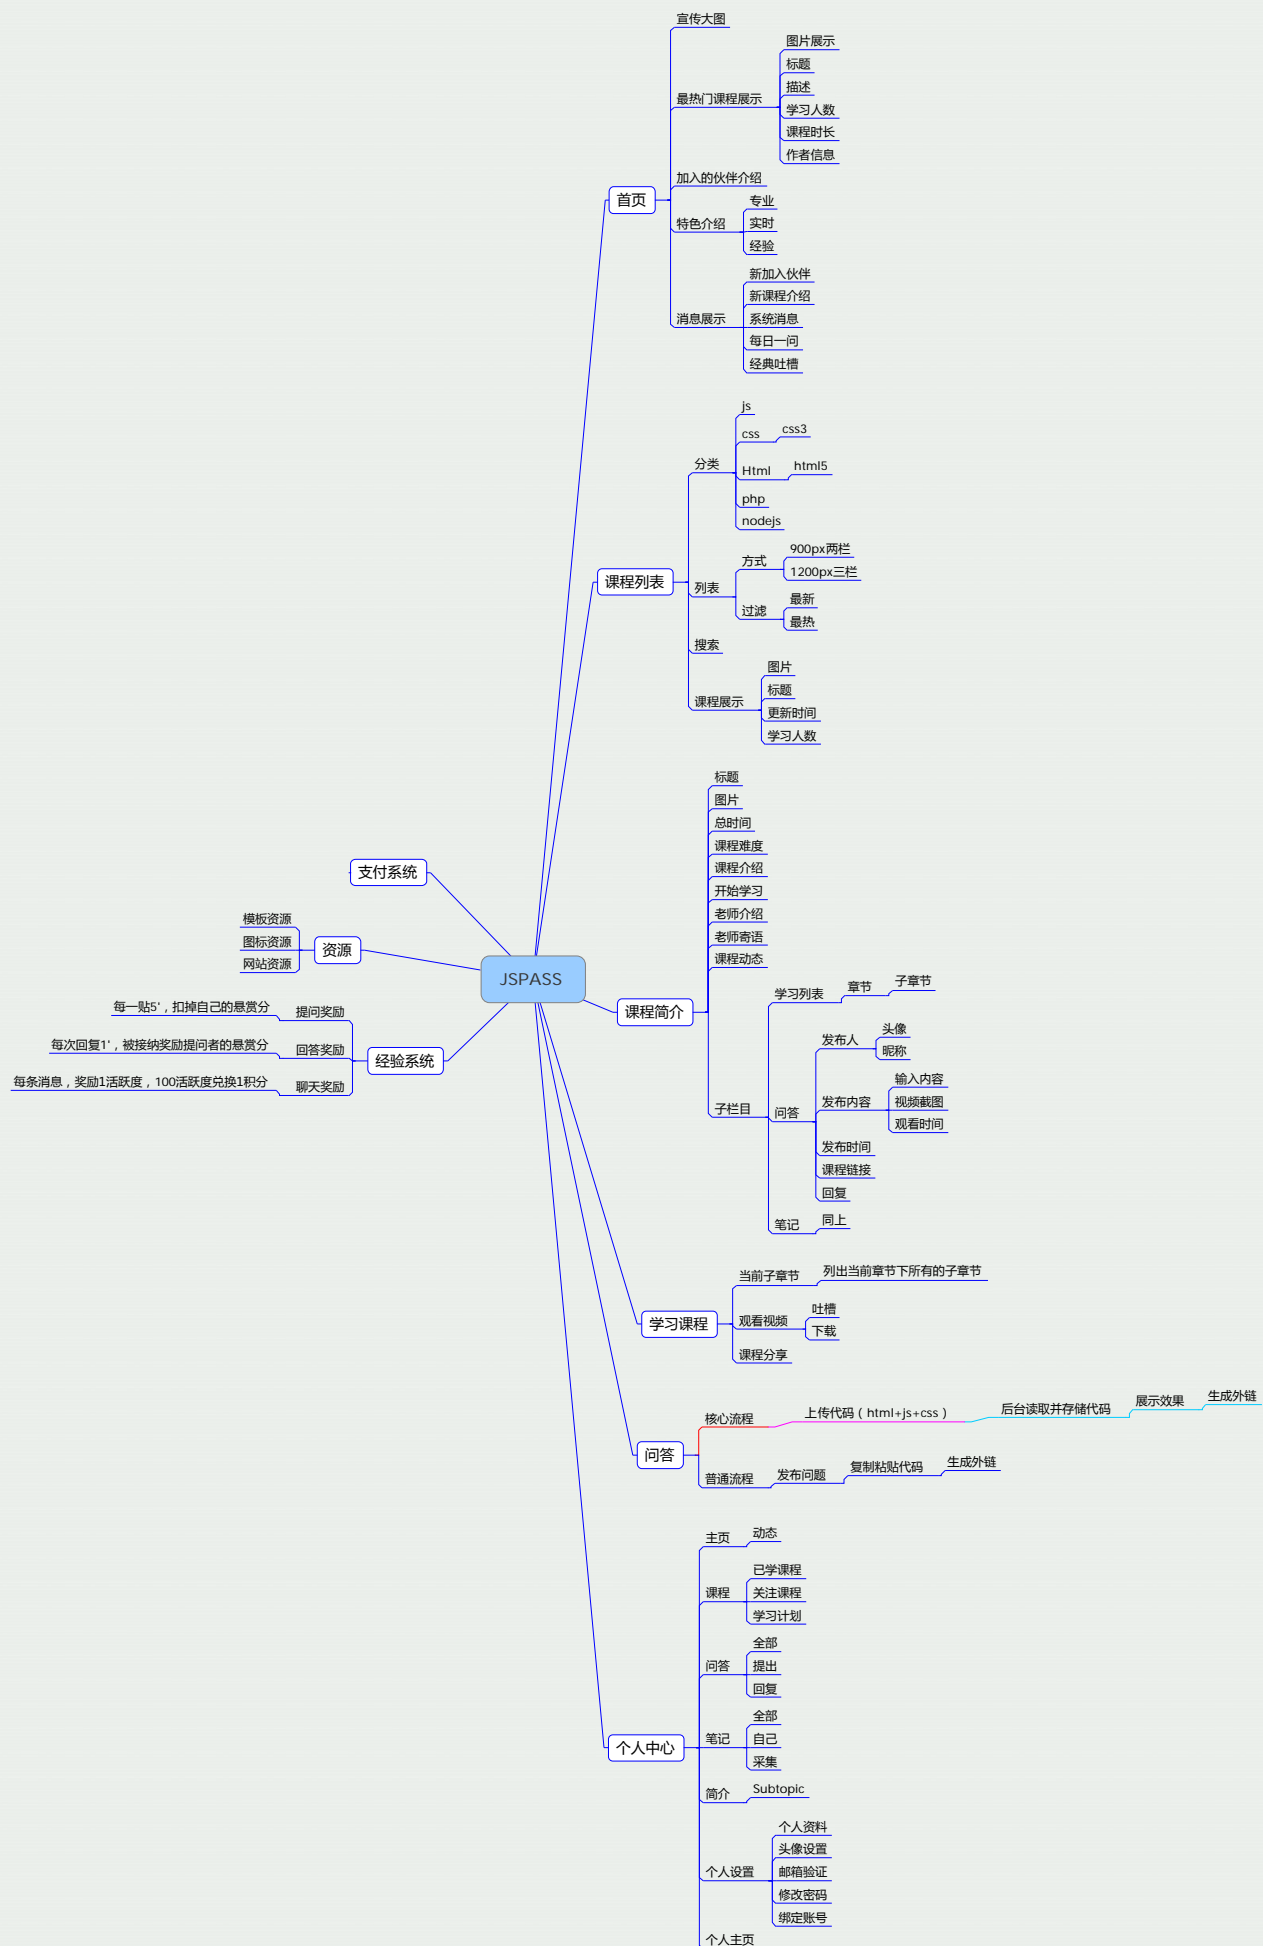 宣传大图
图片展示
标题
描述
最热门课程展示
学习人数
课程时长
作者信息
加入的伙伴介绍
首页
专业
特色介绍
实时
经验
新加入伙伴
新课程介绍
消息展示
系统消息
每日一问
经典吐槽
js
css
css3
分类
Html
html5
php
nodejs
900px两栏
方式
1200px三栏
课程列表
列表
最新
过滤
最热
搜索
图片
标题
课程展示
更新时间
学习人数
标题
图片
总时间
课程难度
课程介绍
开始学习
老师介绍
老师寄语
课程动态
支付系统
模板资源
图标资源
资源
网站资源
JSPASS
课程简介
学习列表
章节
子章节
每一贴5'，扣掉自己的悬赏分
提问奖励
每次回复1'，被接纳奖励提问者的悬赏分
回答奖励
经验系统
每条消息，奖励1活跃度，100活跃度兑换1积分
聊天奖励
发布人
头像
昵称
子栏目
问答
发布内容
输入内容
视频截图
观看时间
发布时间
课程链接
回复
笔记
同上
当前子章节
列出当前章节下所有的子章节
学习课程
观看视频
吐槽
下载
课程分享
核心流程
上传代码（html+js+css）
后台读取并存储代码
展示效果
生成外链
问答
普通流程
发布问题
复制粘贴代码
生成外链
主页
动态
已学课程
课程
关注课程
学习计划
全部
问答
提出
回复
全部
个人中心
笔记
自己
采集
简介
Subtopic
个人资料
头像设置
个人设置
邮箱验证
修改密码
绑定账号
个人主页